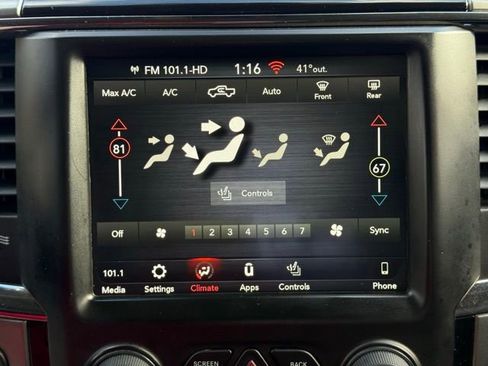 FM 101.1-HD 1:16 41°out.
Max A/C A/C Auto Front Rear
81 67
Controls
Off 1 2 3 4 5 6 7 Sync
101.1
Media Settings Climate Apps Controls Phone
SCREEN BACK